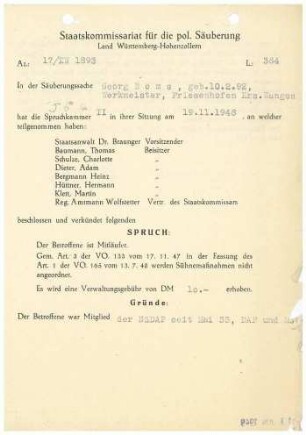 Staatskommissariat für die pol. Säuberung
Land Württemberg-Hohenzollern
Az.: 17/XX 1893 L: 384
In der Säuberungssache Georg geb.10.2.92,
Werkmeister, Friesenhofen Krs.Wangen
hat die Spruchkammer II in ihrer Sitzung am 19.11.1948 , an welcher
teilgenommen haben:
Staatsanwalt Dr. Braunger Vorsitzender
Baumann, Thomas Beisitzer
Schulze, Charlotte „
Dieter, Adam „
Bergmann Heinz „
Hüttner, Hermann „
Klett, Martin „
Reg. Amtmann Wolfstetter Vertr. des Staatskommissars
beschlossen und verkündet folgenden
SPRUCH:
Der Betroffene ist Mitläufer.
Gem. Art. 3 der VO. 133 vom 17. 11. 47 in der Fassung des
Art. 1 der VO. 165 vom 13. 7. 48 werden Sühnemaßnahmen nicht
angeordnet.
Es wird eine Verwaltungsgebühr von DM 10.— erhoben.
Gründe:
Der Betroffene war Mitglied der NSDAP seit Mai 33, DAF und